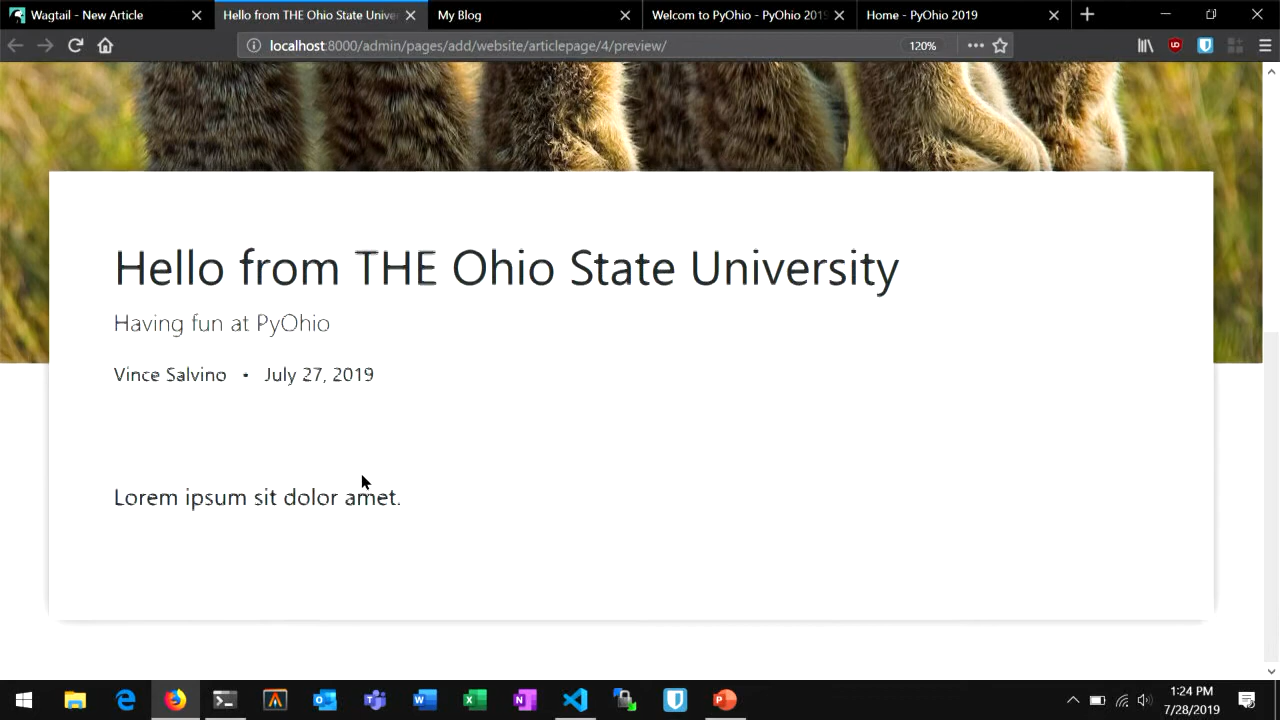 Wagtail - New Article
Hello from THE Ohio State Unive
My Blog
Welcom to PyOhio - PyOhio 2019
Home - PyOhio 2019
localhost:8000/admin/pages/add/website/articlepage/4/preview/
120%
Hello from THE Ohio State University
Having fun at PyOhio
Vince Salvino • July 27, 2019
Lorem ipsum sit dolor amet.
1:24 PM
7/28/2019